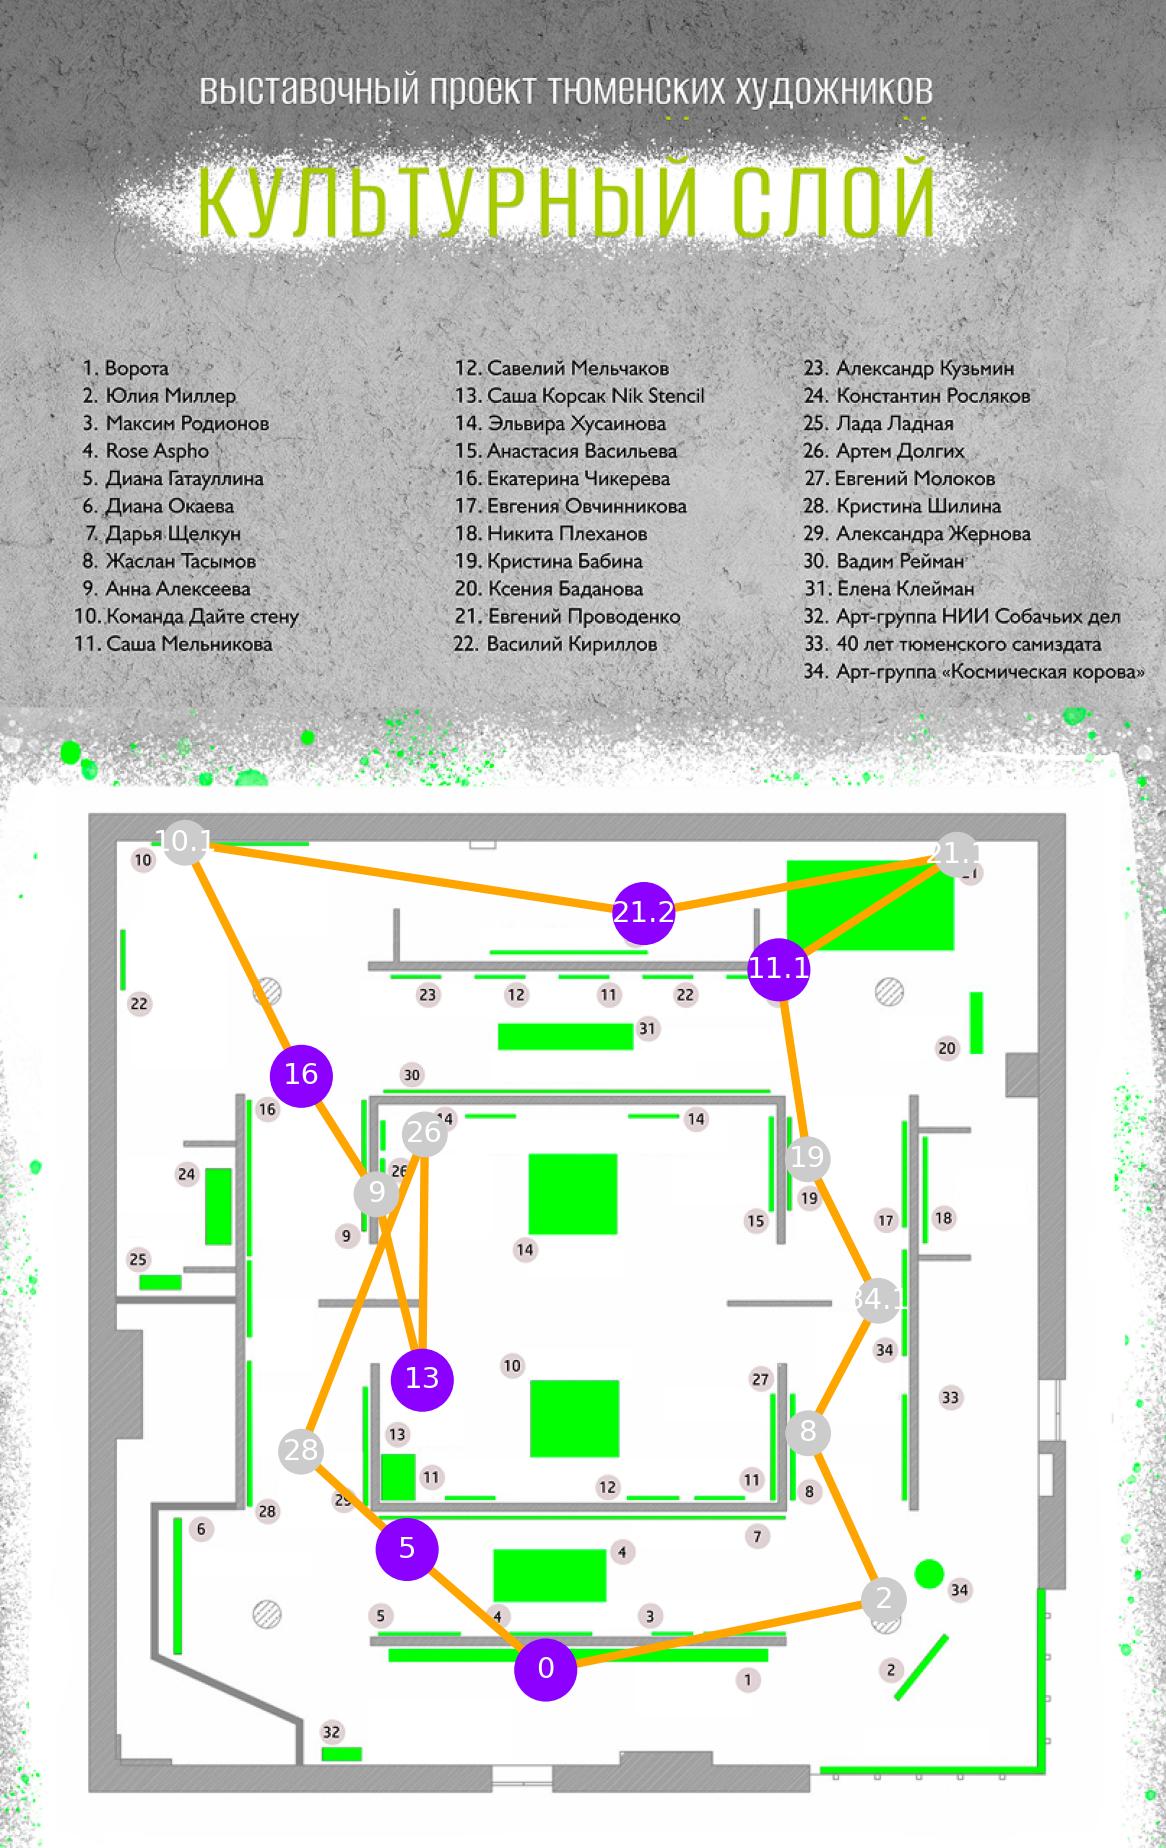 выставочный проект тюменских художников
КУЛЬТУРНЫЙ СЛОЙ
1. Ворота
2. Юлия Миллер
3. Максим Родионов
4. Rose Aspho
5. Диана Гатауллина
6. Диана Окаева
7. Дарья Щелкун
8. Жаслан Тасымов
9. Анна Алексеева
10. Команда Дайте стену
11. Саша Мельникова
12. Савелий Мельчаков
13. Саша Корсак Nik Stencil
14. Эльвира Хусаинова
15. Анастасия Васильева
16. Екатерина Чикерева
17. Евгения Овчинникова
18. Никита Плеханов
19. Кристина Бабина
20. Ксения Баданова
21. Евгений Проводенко
22. Василий Кириллов
23. Александр Кузьмин
24. Константин Росляков
25. Лада Ладная
26. Артем Долгих
27. Евгений Молоков
28. Кристина Шилина
29. Александра Жернова
30. Вадим Рейман
31. Елена Клейман
32. Арт-группа НИИ Собачьих дел
33. 40 лет тюменского самиздата
34. Арт-группа «Космическая корова»
10.1
21.1
10
21.2
11.1
22
23
12
11
22
31
20
16
30
16
14
26
14
24
26
9
19
19
9
15
17
18
25
14
34.1
34
10
27
13
33
13
8
28
11
12
11
8
28
29
6
7
5
4
34
2
5
4
3
0
2
1
32